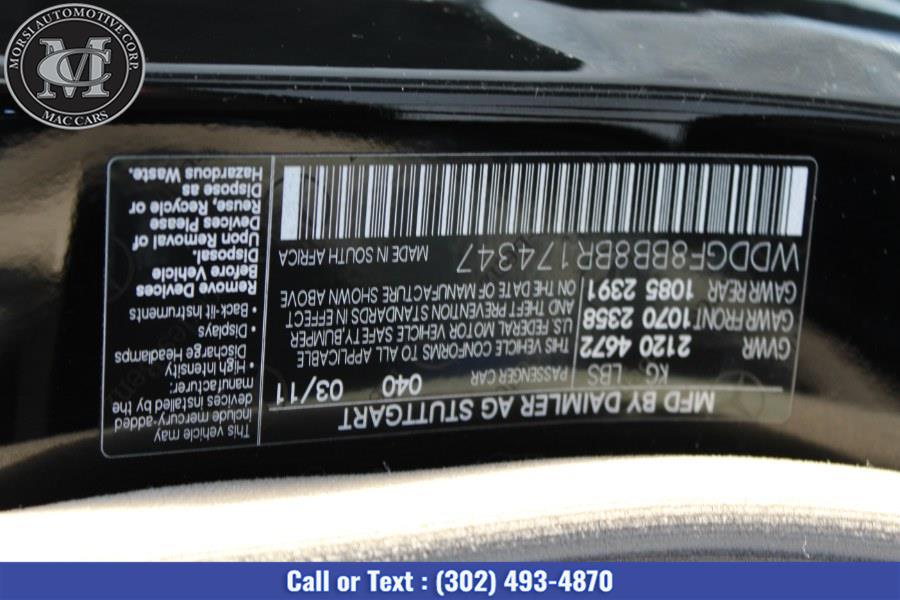 MORSI AUTOMOTIVE CORP.
MC
MAC CARS
MFD BY DAIMLER AG STUTTGART
KG LBS PASSENGER CAR 040 03/11
GVWR 2120 4672
GAWR FRONT 1070 2358
GAWR REAR 1085 2391
THIS VEHICLE CONFORMS TO ALL APPLICABLE
U.S. FEDERAL MOTOR VEHICLE SAFETY, BUMPER
AND THEFT PREVENTION STANDARDS IN EFFECT
ON THE DATE OF MANUFACTURE SHOWN ABOVE
WDDGF8BB8BR174347 MADE IN SOUTH AFRICA
This vehicle may
include mercury-added
devices installed by the
manufacturer:
• High Intensity
Discharge Headlamps
• Displays
• Back-lit Instruments
Remove Devices
Before Vehicle
Disposal.
Upon Removal of
Devices Please
Reuse, Recycle or
Dispose as
Hazardous Waste.
Call or Text : (302) 493-4870